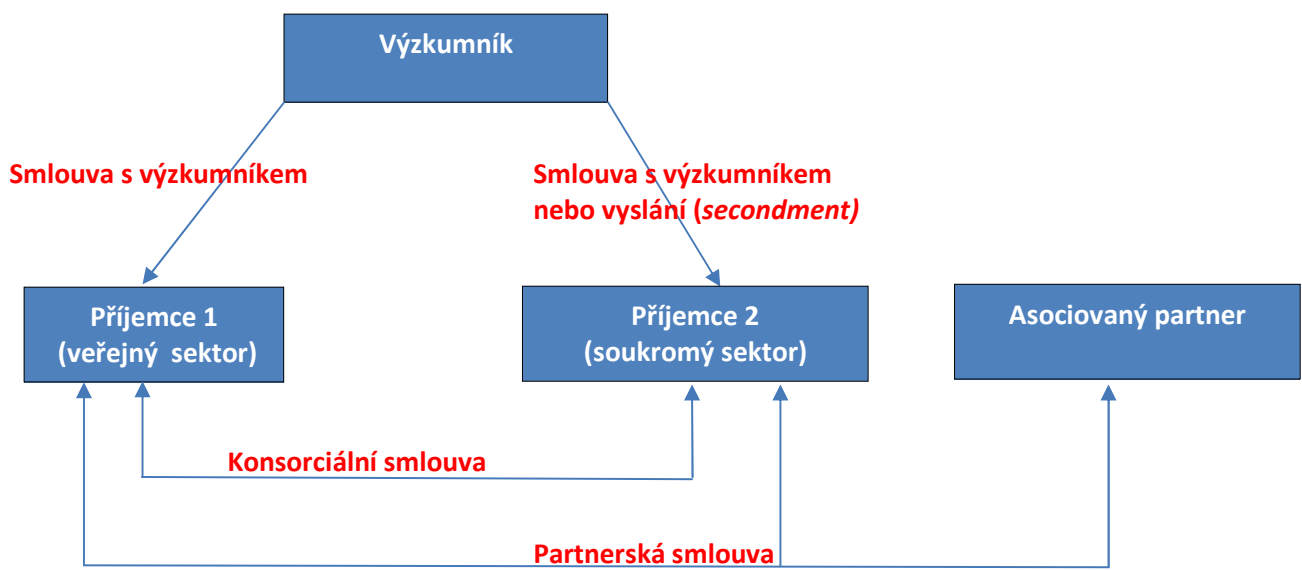 Výzkumník
Smlouva s výzkumníkem
Smlouva s výzkumníkem
nebo vyslání (secondment)
Příjemce 1
(veřejný sektor)
Příjemce 2
(soukromý sektor)
Asociovaný partner
Konsorciální smlouva
Partnerská smlouva